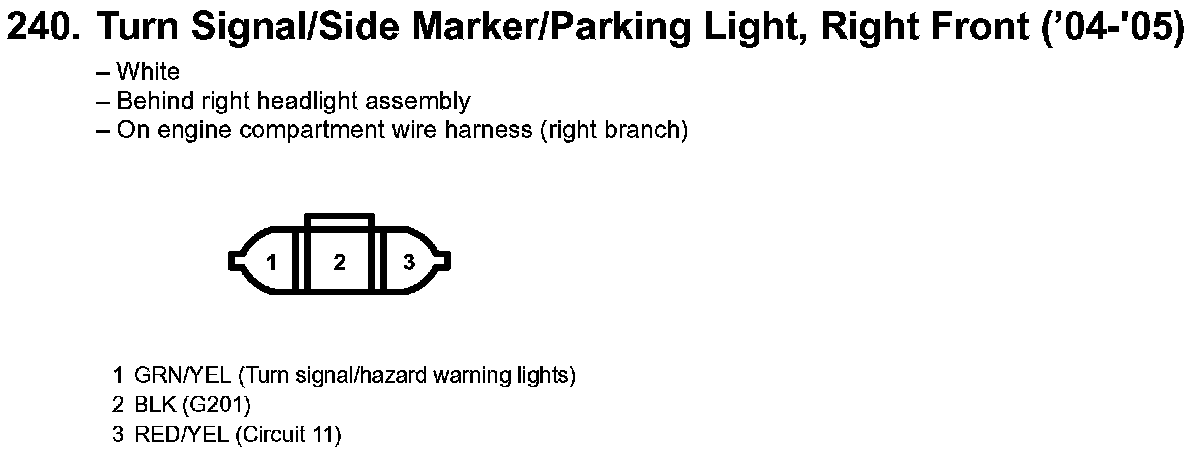 240. Turn Signal/Side Marker/Parking Light, Right Front (’04-'05)
– White
– Behind right headlight assembly
– On engine compartment wire harness (right branch)
1 2 3
1 GRN/YEL (Turn signal/hazard warning lights)
2 BLK (G201)
3 RED/YEL (Circuit 11)